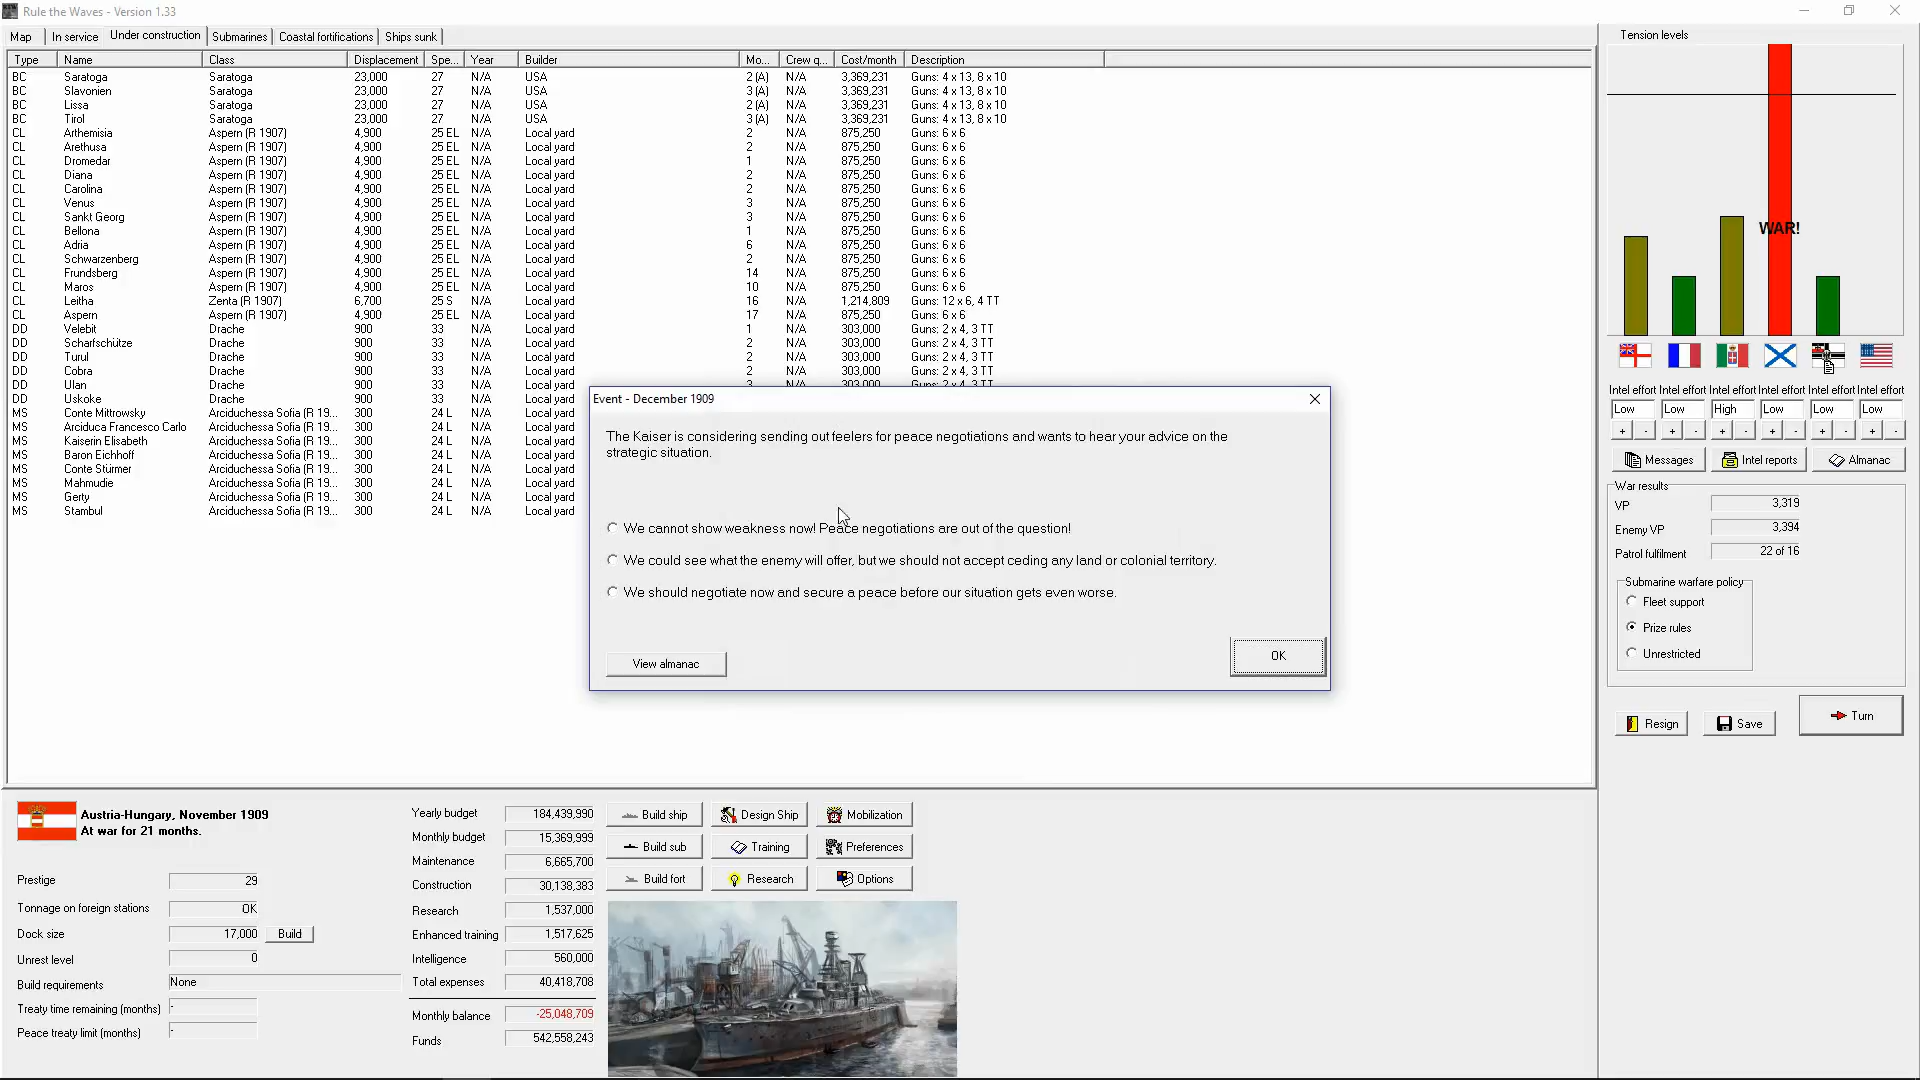 Rule the Waves - Version 1.33
Map In service Under construction Submarines Coastal fortifications Ships sunk
Type Name Class Displacement Spe... Year Builder Mo... Crew q... Cost/month Description
BC Saratoga Saratoga 23,000 27 N/A USA 2 (A) N/A 3,369,231 Guns: 4 x 13, 8 x 10
BC Slavonien Saratoga 23,000 27 N/A USA 3 (A) N/A 3,369,231 Guns: 4 x 13, 8 x 10
BC Lissa Saratoga 23,000 27 N/A USA 2 (A) N/A 3,369,231 Guns: 4 x 13, 8 x 10
BC Tirol Saratoga 23,000 27 N/A USA 3 (A) N/A 3,369,231 Guns: 4 x 13, 8 x 10
CL Arthemisia Aspern (R 1907) 4,900 25 EL N/A Local yard 2 N/A 875,250 Guns: 6 x 6
CL Arethusa Aspern (R 1907) 4,900 25 EL N/A Local yard 2 N/A 875,250 Guns: 6 x 6
CL Dromedar Aspern (R 1907) 4,900 25 EL N/A Local yard 1 N/A 875,250 Guns: 6 x 6
CL Diana Aspern (R 1907) 4,900 25 EL N/A Local yard 2 N/A 875,250 Guns: 6 x 6
CL Carolina Aspern (R 1907) 4,900 25 EL N/A Local yard 2 N/A 875,250 Guns: 6 x 6
CL Venus Aspern (R 1907) 4,900 25 EL N/A Local yard 3 N/A 875,250 Guns: 6 x 6
CL Sankt Georg Aspern (R 1907) 4,900 25 EL N/A Local yard 3 N/A 875,250 Guns: 6 x 6
CL Bellona Aspern (R 1907) 4,900 25 EL N/A Local yard 1 N/A 875,250 Guns: 6 x 6
CL Adria Aspern (R 1907) 4,900 25 EL N/A Local yard 6 N/A 875,250 Guns: 6 x 6
CL Schwarzenberg Aspern (R 1907) 4,900 25 EL N/A Local yard 2 N/A 875,250 Guns: 6 x 6
CL Frundsberg Aspern (R 1907) 4,900 25 EL N/A Local yard 14 N/A 875,250 Guns: 6 x 6
CL Maros Aspern (R 1907) 4,900 25 EL N/A Local yard 10 N/A 875,250 Guns: 6 x 6
CL Leitha Zenta (R 1907) 6,700 25 S N/A Local yard 16 N/A 1,214,809 Guns: 12 x 6, 4 TT
CL Aspern Aspern (R 1907) 4,900 25 EL N/A Local yard 17 N/A 875,250 Guns: 6 x 6
DD Velebit Drache 900 33 N/A Local yard 1 N/A 303,000 Guns: 2 x 4, 3 TT
DD Scharfschütze Drache 900 33 N/A Local yard 2 N/A 303,000 Guns: 2 x 4, 3 TT
DD Turul Drache 900 33 N/A Local yard 2 N/A 303,000 Guns: 2 x 4, 3 TT
DD Cobra Drache 900 33 N/A Local yard 2 N/A 303,000 Guns: 2 x 4, 3 TT
DD Ulan Drache 900 33 N/A Local yard 3 N/A 303,000 Guns: 2 x 4, 3 TT
DD Uskoke Drache 900 33 N/A Local yard
MS Conte Mittrowsky Arciduchessa Sofia (R 19... 300 24 L N/A Local yard
MS Arciduca Francesco Carlo Arciduchessa Sofia (R 19... 300 24 L N/A Local yard
MS Kaiserin Elisabeth Arciduchessa Sofia (R 19... 300 24 L N/A Local yard
MS Baron Eichhoff Arciduchessa Sofia (R 19... 300 24 L N/A Local yard
MS Conte Stürmer Arciduchessa Sofia (R 19... 300 24 L N/A Local yard
MS Mahmudie Arciduchessa Sofia (R 19... 300 24 L N/A Local yard
MS Gerty Arciduchessa Sofia (R 19... 300 24 L N/A Local yard
MS Stambul Arciduchessa Sofia (R 19... 300 24 L N/A Local yard
Event - December 1909
The Kaiser is considering sending out feelers for peace negotiations and wants to hear your advice on the
strategic situation.
We cannot show weakness now! Peace negotiations are out of the question!
We could see what the enemy will offer, but we should not accept ceding any land or colonial territory.
We should negotiate now and secure a peace before our situation gets even worse.
View almanac
OK
Tension levels
WAR!
Intel effort Intel effort Intel effort Intel effort Intel effort Intel effort
Low Low High Low Low Low
+ - + - + - + - + - + -
Messages Intel reports Almanac
War results
VP 3,319
Enemy VP 3,394
Patrol fulfilment 22 of 16
Submarine warfare policy
Fleet support
Prize rules
Unrestricted
Resign Save Turn
Austria-Hungary, November 1909
At war for 21 months.
Prestige 29
Tonnage on foreign stations OK
Dock size 17,000 Build
Unrest level 0
Build requirements None
Treaty time remaining (months) -
Peace treaty limit (months) -
Yearly budget 184,439,990
Monthly budget 15,369,999
Maintenance 6,665,700
Construction 30,138,383
Research 1,537,000
Enhanced training 1,517,625
Intelligence 560,000
Total expenses 40,418,708
Monthly balance -25,048,709
Funds 542,558,243
Build ship Design Ship Mobilization
Build sub Training Preferences
Build fort Research Options